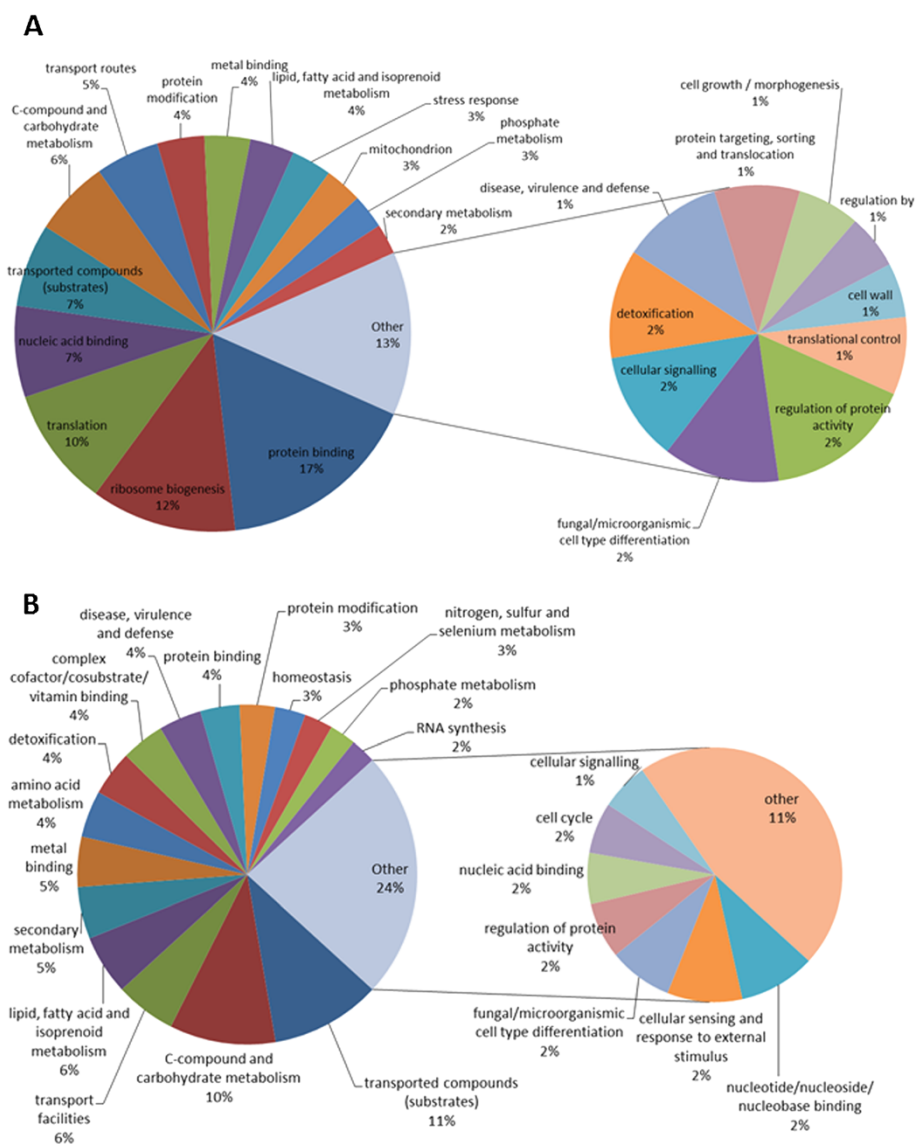 A
transport routes
5%
protein
modification
4%
metal binding
4%
lipid, fatty acid and isoprenoid
metabolism
4%
stress response
3%
phosphate
metabolism
3%
mitochondrion
3%
secondary metabolism
2%
C-compound and
carbohydrate
metabolism
6%
transported compounds
(substrates)
7%
nucleic acid binding
7%
translation
10%
ribosome biogenesis
12%
protein binding
17%
Other
13%
cell growth / morphogenesis
1%
protein targeting, sorting
and translocation
1%
disease, virulence and defense
1%
regulation by
1%
cell wall
1%
translational control
1%
detoxification
2%
cellular signalling
2%
regulation of protein
activity
2%
fungal/microorganismic
cell type differentiation
2%
B
disease, virulence
and defense
4%
protein binding
4%
protein modification
3%
homeostasis
3%
nitrogen, sulfur and
selenium metabolism
3%
phosphate metabolism
2%
RNA synthesis
2%
complex
cofactor/cosubstrate/
vitamin binding
4%
detoxification
4%
amino acid
metabolism
4%
metal
binding
5%
secondary
metabolism
5%
lipid, fatty acid and
isoprenoid
metabolism
6%
transport
facilities
6%
C-compound and
carbohydrate metabolism
10%
transported compounds
(substrates)
11%
Other
24%
cellular signalling
1%
other
11%
cell cycle
2%
nucleic acid binding
2%
regulation of protein
activity
2%
fungal/microorganismic
cell type differentiation
2%
cellular sensing and
response to external
stimulus
2%
nucleotide/nucleoside/
nucleobase binding
2%